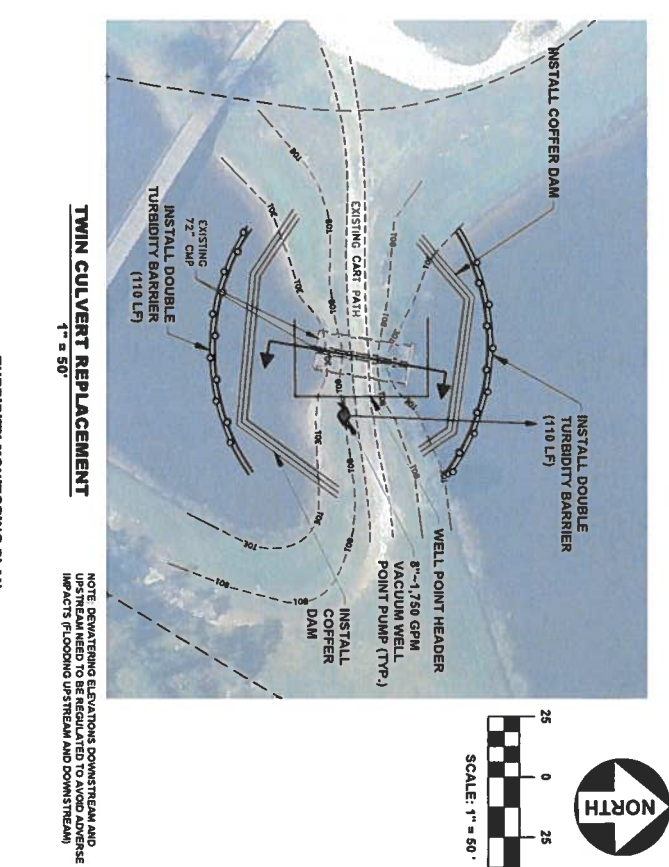 INSTALL COFFER DAM
INSTALL DOUBLE
TURBIDITY BARRIER
(110 LF)
EXISTING CART PATH
EXISTING
72" CMP
INSTALL DOUBLE
TURBIDITY BARRIER
(110 LF)
WELL POINT HEADER
8"~1,750 GPM
VACUUM WELL
POINT PUMP (TYP.)
INSTALL
COFFER
DAM
TWIN CULVERT REPLACEMENT
1" = 50'
NOTE: DEWATERING ELEVATIONS DOWNSTREAM AND
UPSTREAM NEED TO BE REGULATED TO AVOID ADVERSE
IMPACTS (FLOODING UPSTREAM AND DOWNSTREAM)
25 0 25
SCALE: 1" = 50'
NORTH